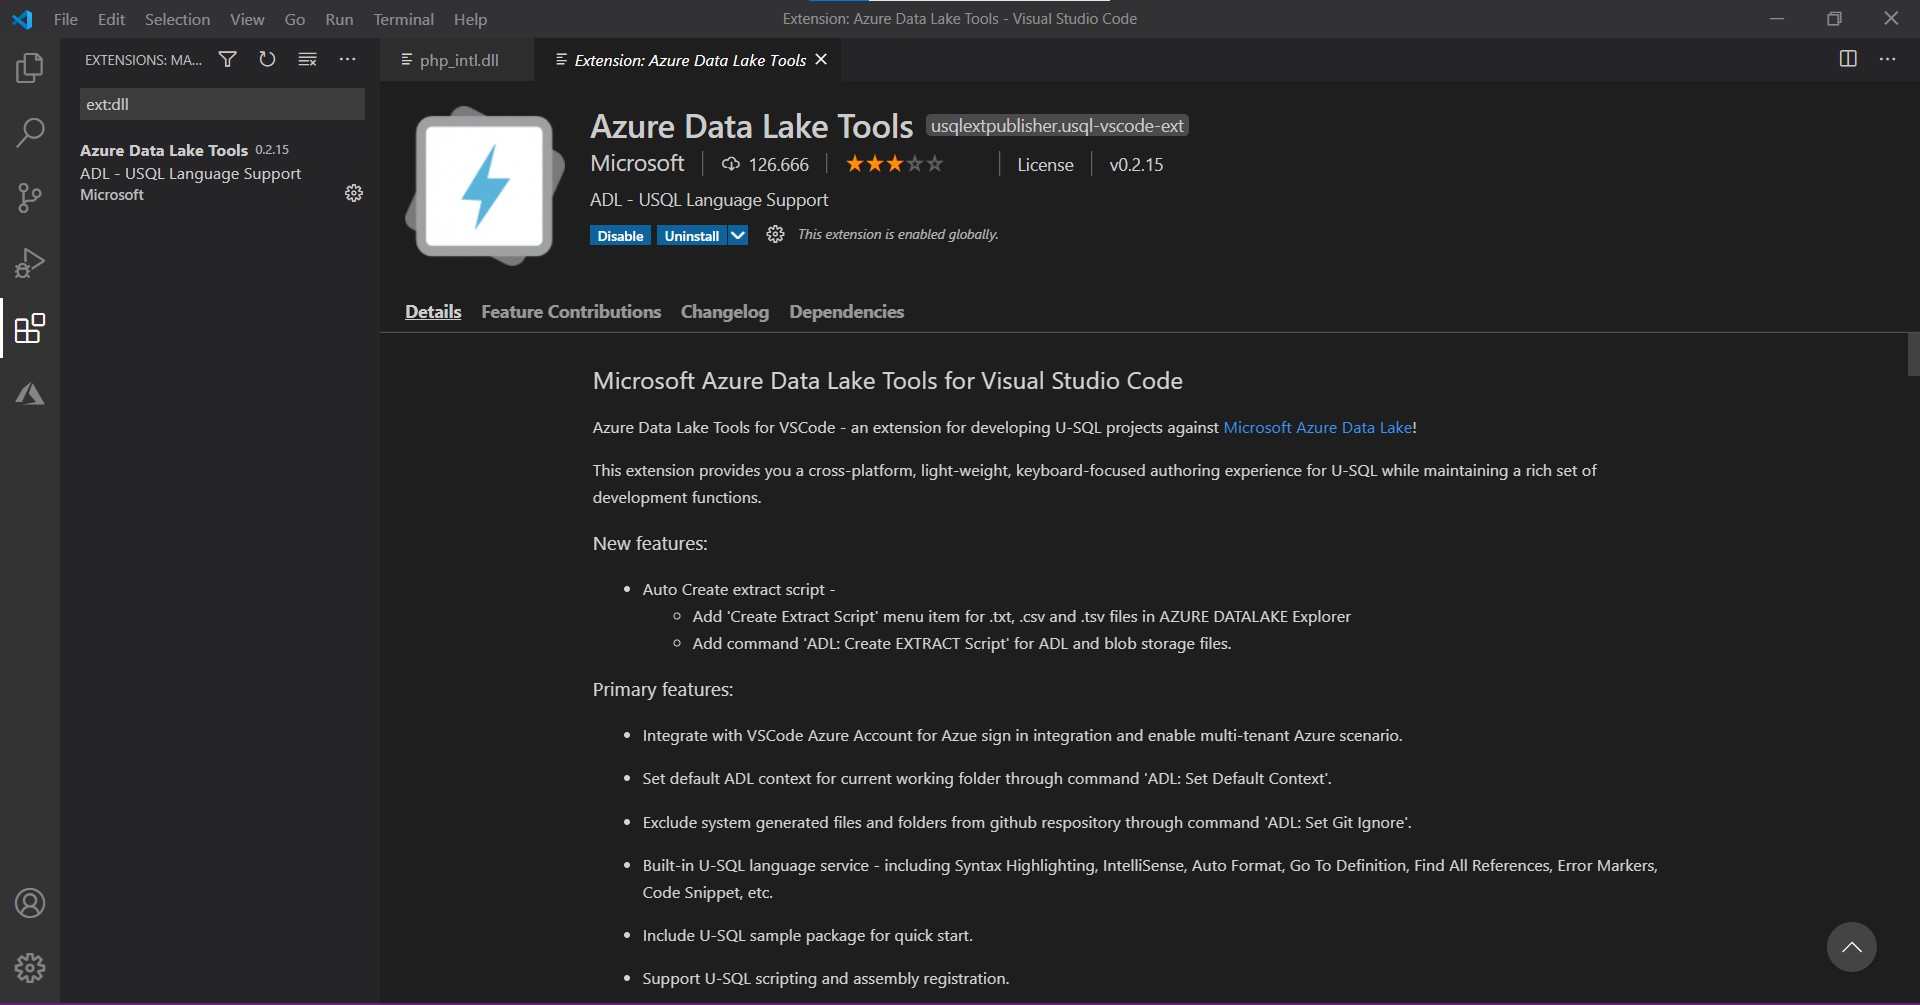 File Edit Selection View Go Run Terminal Help
Extension: Azure Data Lake Tools - Visual Studio Code
EXTENSIONS: MA...
ext:dll
Azure Data Lake Tools 0.2.15
ADL - USQL Language Support
Microsoft
php_intl.dll
Extension: Azure Data Lake Tools
Azure Data Lake Tools usqlextpublisher.usql-vscode-ext
Microsoft 126.666 License v0.2.15
ADL - USQL Language Support
Disable Uninstall This extension is enabled globally.
Details Feature Contributions Changelog Dependencies
Microsoft Azure Data Lake Tools for Visual Studio Code
Azure Data Lake Tools for VSCode - an extension for developing U-SQL projects against Microsoft Azure Data Lake!
This extension provides you a cross-platform, light-weight, keyboard-focused authoring experience for U-SQL while maintaining a rich set of
development functions.
New features:
• Auto Create extract script -
◦ Add 'Create Extract Script' menu item for .txt, .csv and .tsv files in AZURE DATALAKE Explorer
◦ Add command 'ADL: Create EXTRACT Script' for ADL and blob storage files.
Primary features:
• Integrate with VSCode Azure Account for Azue sign in integration and enable multi-tenant Azure scenario.
• Set default ADL context for current working folder through command 'ADL: Set Default Context'.
• Exclude system generated files and folders from github respository through command 'ADL: Set Git Ignore'.
• Built-in U-SQL language service - including Syntax Highlighting, IntelliSense, Auto Format, Go To Definition, Find All References, Error Markers,
Code Snippet, etc.
• Include U-SQL sample package for quick start.
• Support U-SQL scripting and assembly registration.